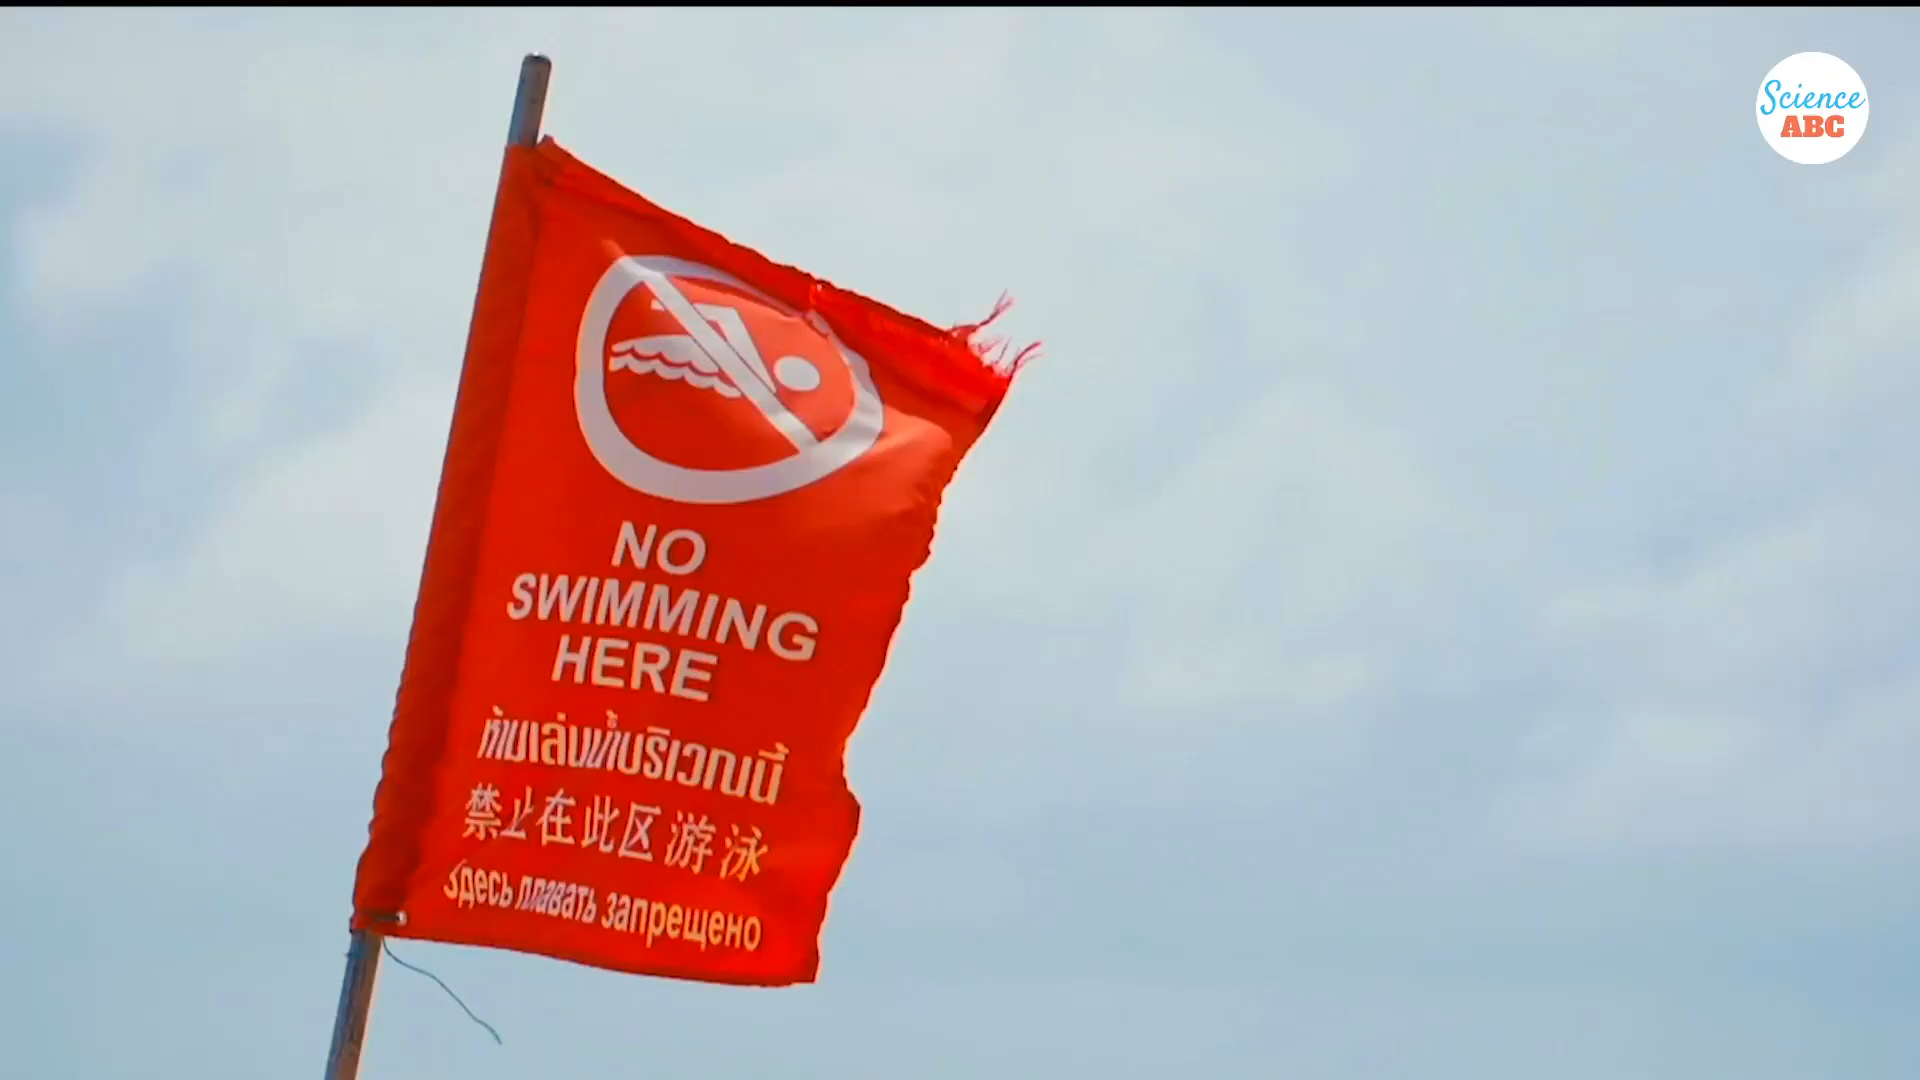 Science
ABC
NO
SWIMMING
HERE
ห้ามเล่นน้ำบริเวณนี้
禁止在此区游泳
Здесь плавать запрещено